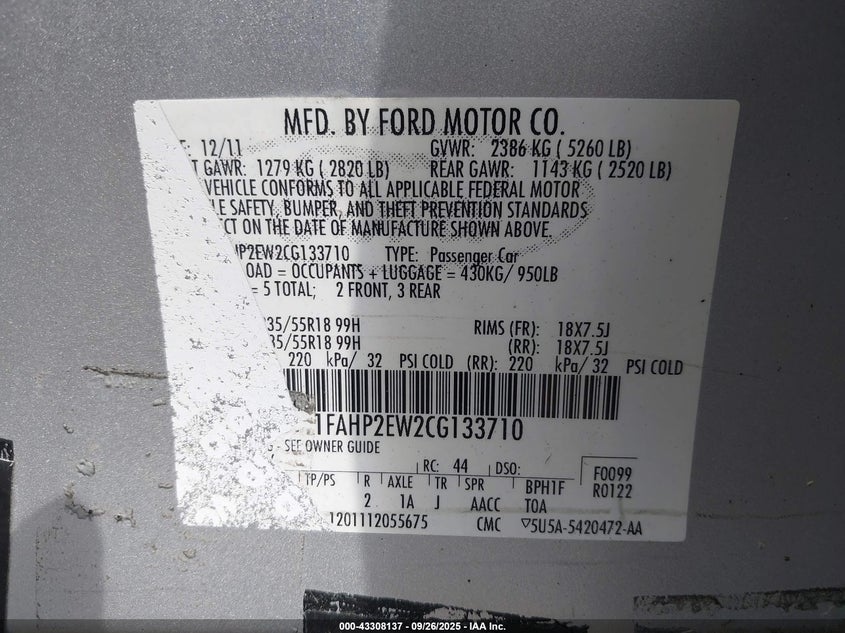 MFD. BY FORD MOTOR CO.
E: 12/11 GVWR: 2386 KG ( 5260 LB)
T GAWR: 1279 KG ( 2820 LB) REAR GAWR: 1143 KG ( 2520 LB)
VEHICLE CONFORMS TO ALL APPLICABLE FEDERAL MOTOR
LE SAFETY, BUMPER, AND THEFT PREVENTION STANDARDS
ECT ON THE DATE OF MANUFACTURE SHOWN ABOVE.
HP2EW2CG133710 TYPE: Passenger Car
OAD = OCCUPANTS + LUGGAGE = 430KG/ 950LB
= 5 TOTAL; 2 FRONT, 3 REAR
35/55R18 99H RIMS (FR): 18X7.5J
35/55R18 99H (RR): 18X7.5J
220 kPa/ 32 PSI COLD (RR): 220 kPa/ 32 PSI COLD
1FAHP2EW2CG133710
G - SEE OWNER GUIDE
RC: 44 DSO: F0099
TP/PS R AXLE TR SPR BPH1F R0122
2 1A J AACC TOA
1201112055675 CMC ▽5U5A-5420472-AA
000-43308137 - 09/26/2025 - IAA Inc.